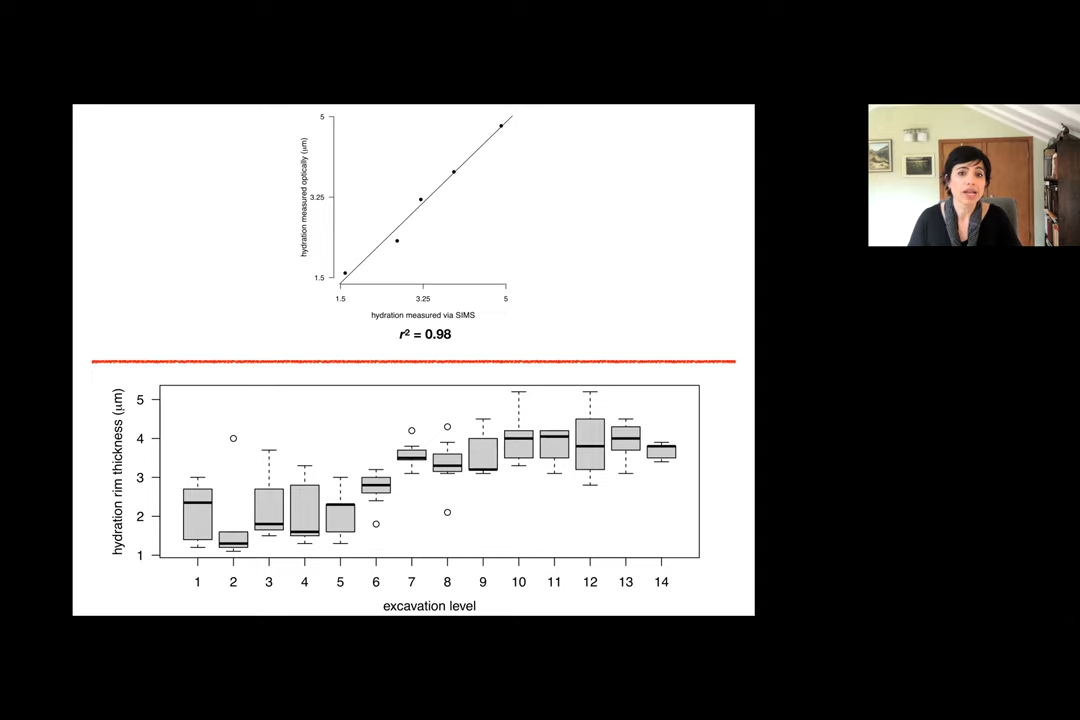 5
3.25
1.5
hydration measured optically (μm)
1.5 3.25 5
hydration measured via SIMS
r² = 0.98
5
4
3
2
1
hydration rim thickness (μm)
1 2 3 4 5 6 7 8 9 10 11 12 13 14
excavation level